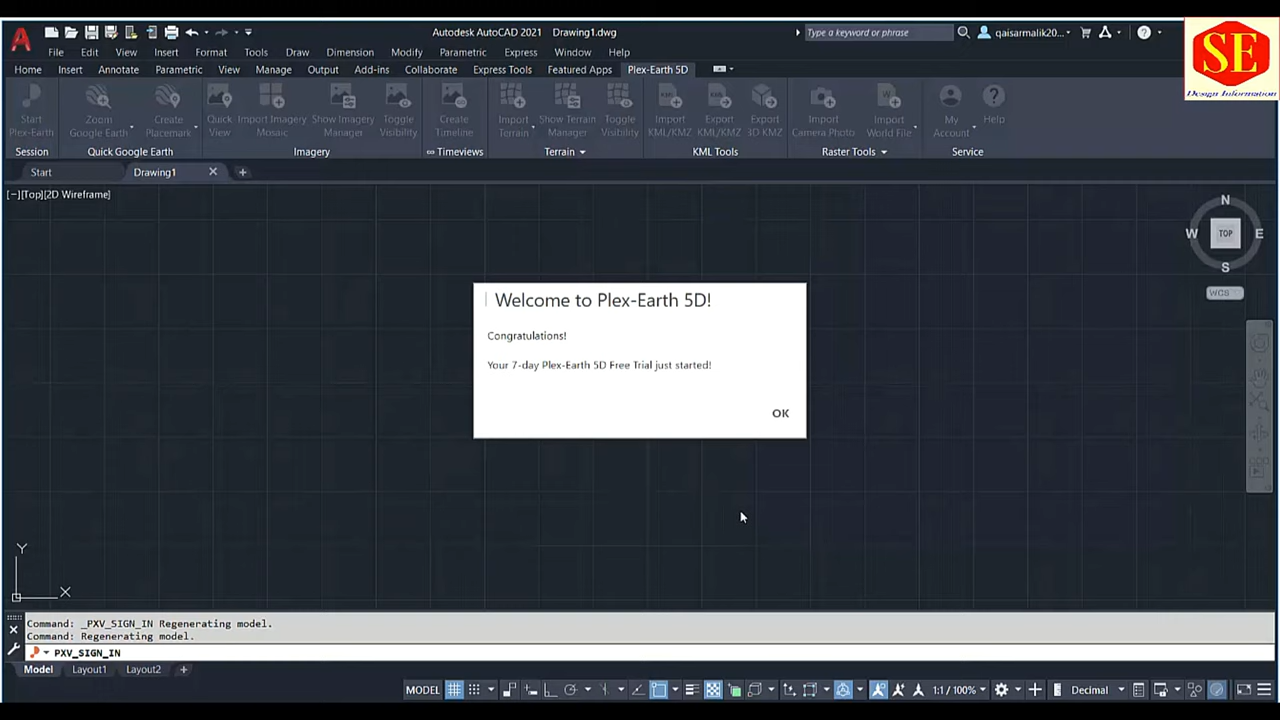 Autodesk AutoCAD 2021 Drawing1.dwg
Type a keyword or phrase
qaisarmalik20...
SE
Design Information
File Edit View Insert Format Tools Draw Dimension Modify Parametric Express Window Help
Home Insert Annotate Parametric View Manage Output Add-ins Collaborate Express Tools Featured Apps Plex-Earth 5D
Start Plex-Earth
Zoom Google Earth
Create Placemark
Quick View
Import Imagery Mosaic
Show Imagery Manager
Toggle Visibility
Create Timeline
Import Terrain
Show Terrain Manager
Toggle Visibility
Import KML/KMZ
Export KML/KMZ
Export 3D KMZ
Import Camera Photo
Import World File
My Account
Help
Session Quick Google Earth Imagery Timeviews Terrain KML Tools Raster Tools Service
Start Drawing1
[−][Top][2D Wireframe]
N
W TOP E
S
WCS
Welcome to Plex-Earth 5D!
Congratulations!
Your 7-day Plex-Earth 5D Free Trial just started!
OK
Y
X
Command: _PXV_SIGN_IN Regenerating model.
Command: Regenerating model.
PXV_SIGN_IN
Model Layout1 Layout2 +
MODEL 1:1 / 100% Decimal